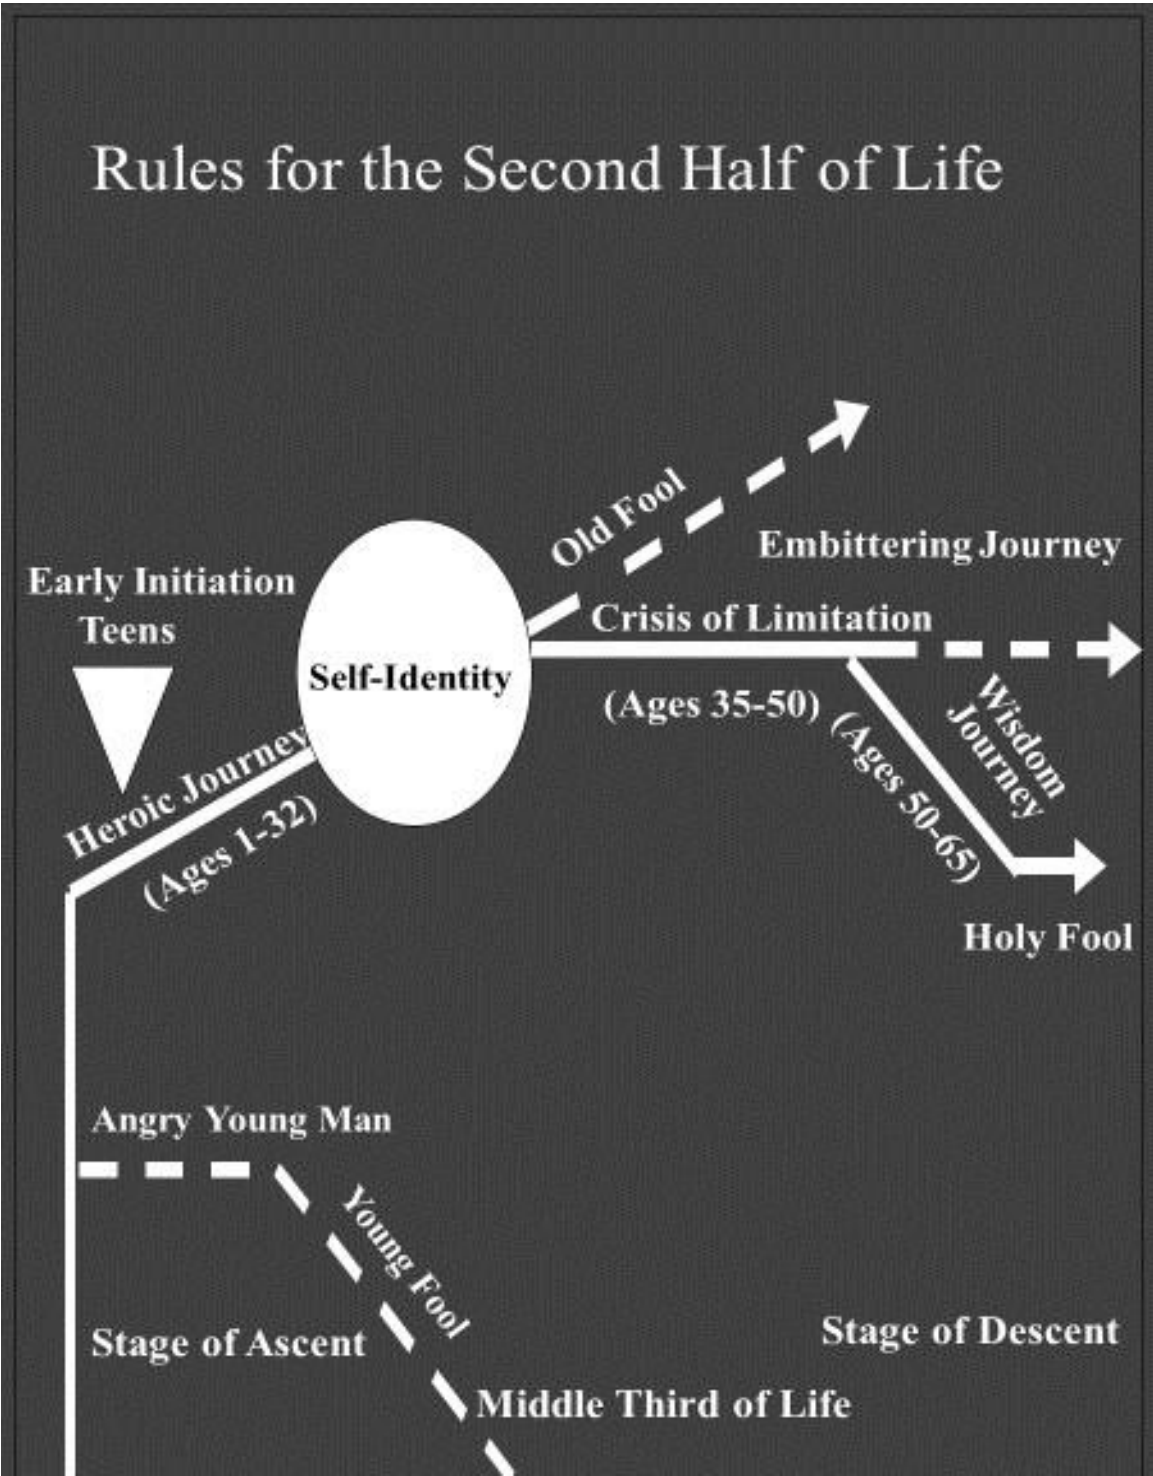 Rules for the Second Half of Life
Old Fool
Embittering Journey
Early Initiation
Teens
Crisis of Limitation
Self-Identity
(Ages 35-50)
Wisdom
Journey
Heroic Journey
(Ages 1-32)
(Ages 50-65)
Holy Fool
Angry Young Man
Young Fool
Stage of Ascent
Stage of Descent
Middle Third of Life